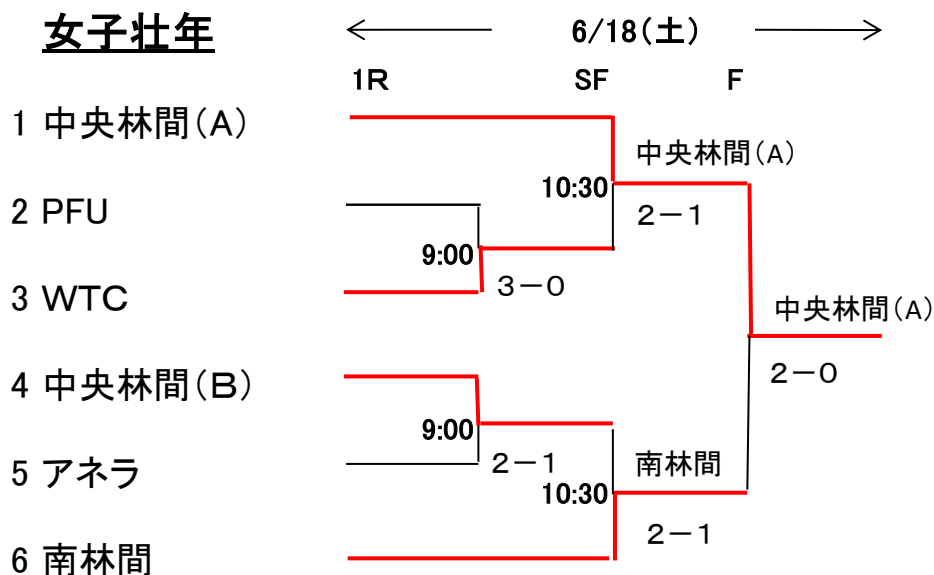 女子壮年
6/18(土)
1R SF F
1 中央林間(A)
中央林間(A)
10:30
2 PFU
2-1
9:00
3-0
3 WTC
中央林間(A)
2-0
4 中央林間(B)
9:00
2-1
南林間
5 アネラ
10:30
2-1
6 南林間